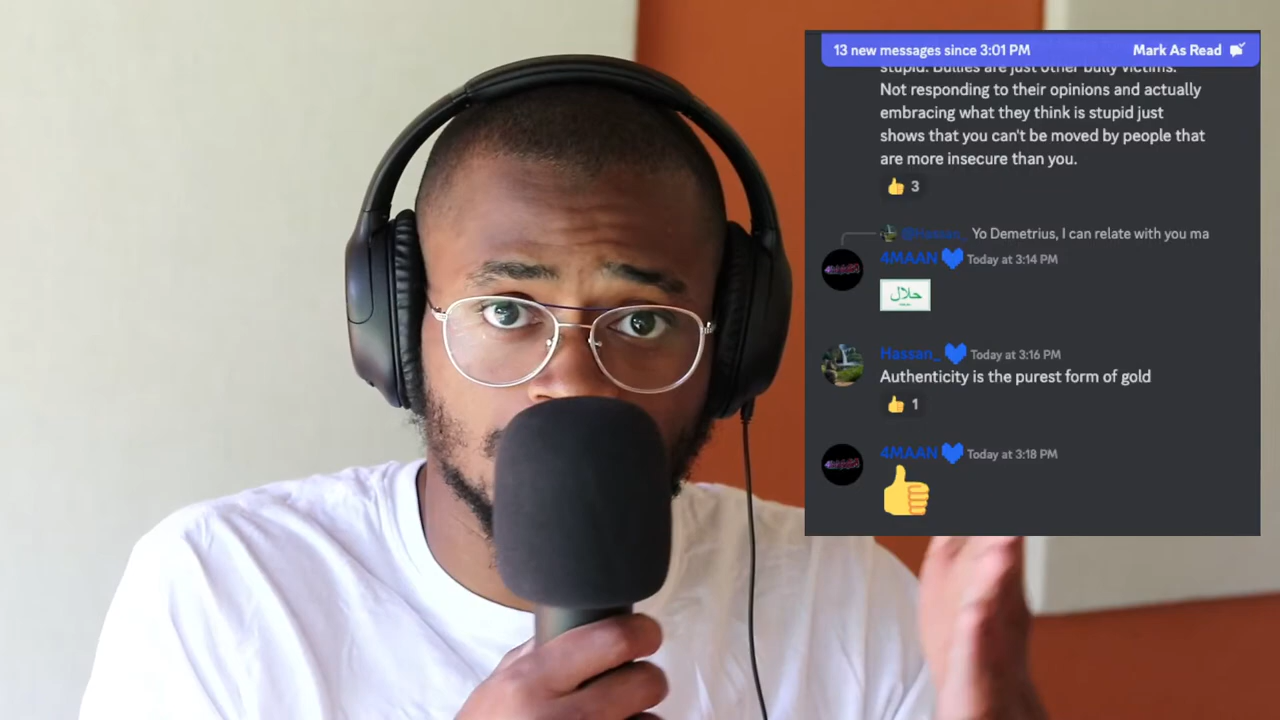 13 new messages since 3:01 PM Mark As Read
stupid. Bullies are just other bully victims.
Not responding to their opinions and actually
embracing what they think is stupid just
shows that you can't be moved by people that
are more insecure than you.
3
@Hassan_ Yo Demetrius, I can relate with you ma
4MAAN Today at 3:14 PM
حلال
Hassan_ Today at 3:16 PM
Authenticity is the purest form of gold
1
4MAAN Today at 3:18 PM